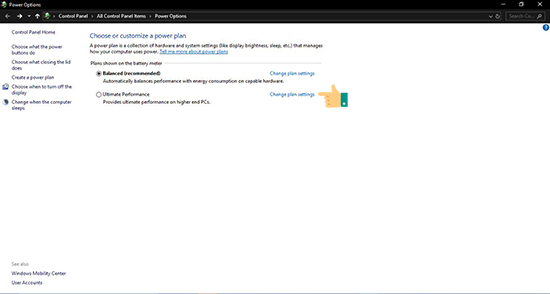 Power Options
Control Panel > All Control Panel Items > Power Options
Search Co...
Control Panel Home
Choose what the power
buttons do
Choose what closing the lid
does
Create a power plan
Choose when to turn off the
display
Change when the computer
sleeps
Choose or customize a power plan
A power plan is a collection of hardware and system settings (like display brightness, sleep, etc.) that manages
how your computer uses power. Tell me more about power plans
Plans shown on the battery meter
Balanced (recommended)
Change plan settings
Automatically balances performance with energy consumption on capable hardware.
Ultimate Performance
Change plan settings
Provides ultimate performance on higher end PCs.
See also
Windows Mobility Center
User Accounts